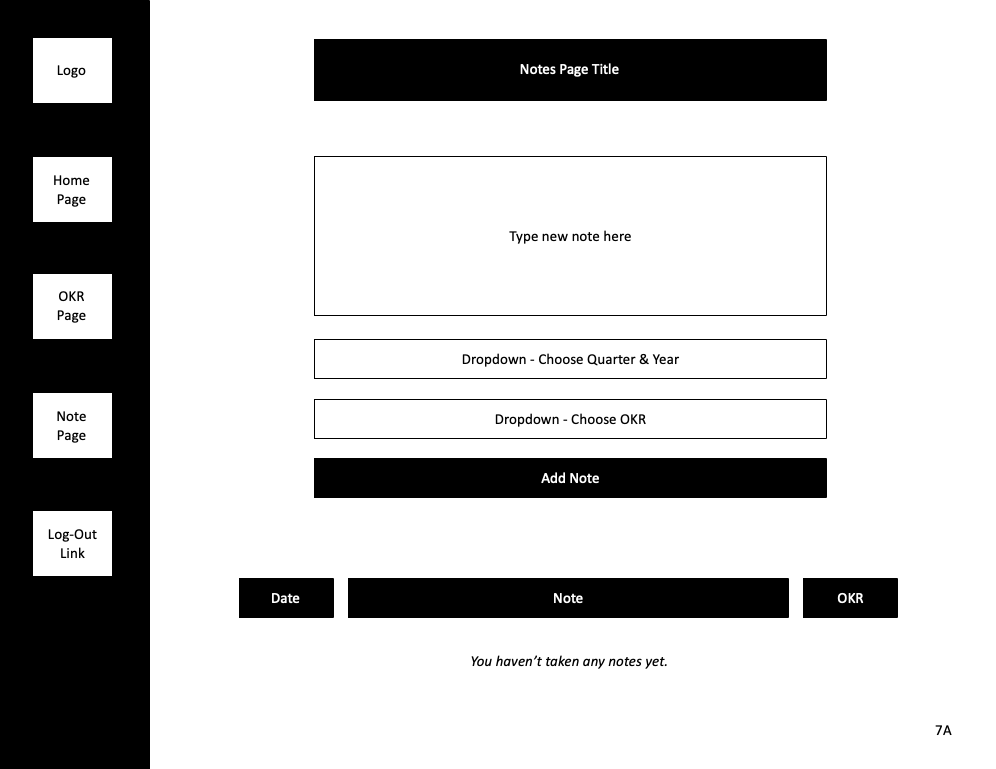 Logo
Home
Page
OKR
Page
Note
Page
Log-Out
Link
Notes Page Title
Type new note here
Dropdown - Choose Quarter & Year
Dropdown - Choose OKR
Add Note
Date Note OKR
You haven’t taken any notes yet.
7A